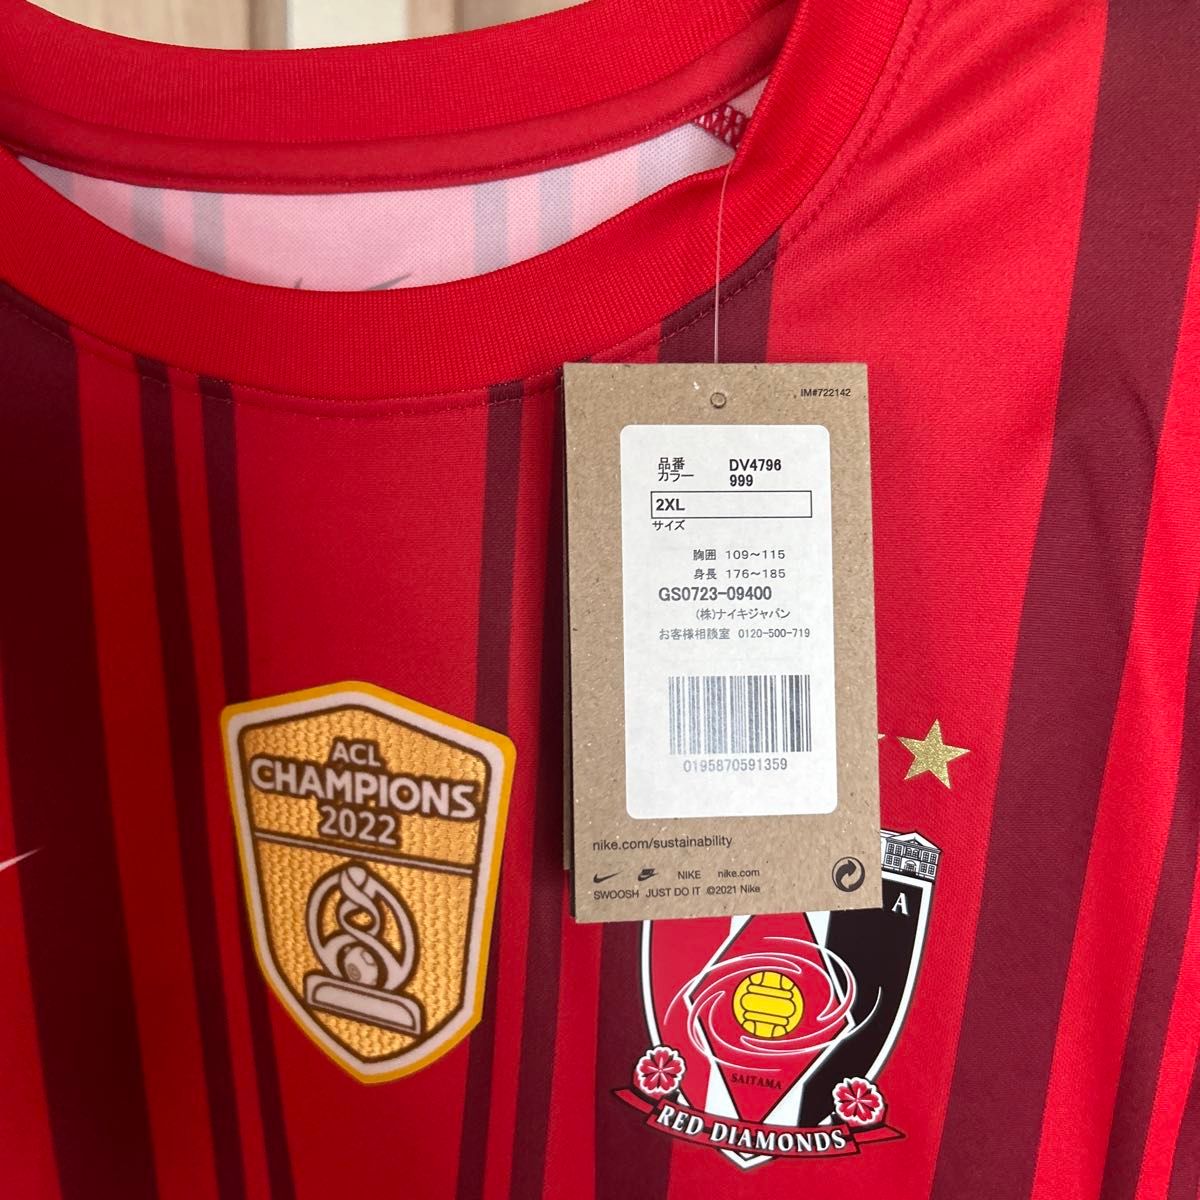 IM#722142
品番 DV4796
カラー 999
2XL
サイズ
胸囲 109～115
身長 176～185
GS0723-09400
(株)ナイキジャパン
お客様相談室 0120-500-719
0195870591359
nike.com/sustainability
NIKE nike.com
SWOOSH JUST DO IT ©2021 Nike
ACL
CHAMPIONS
2022
A
SAITAMA
RED DIAMONDS